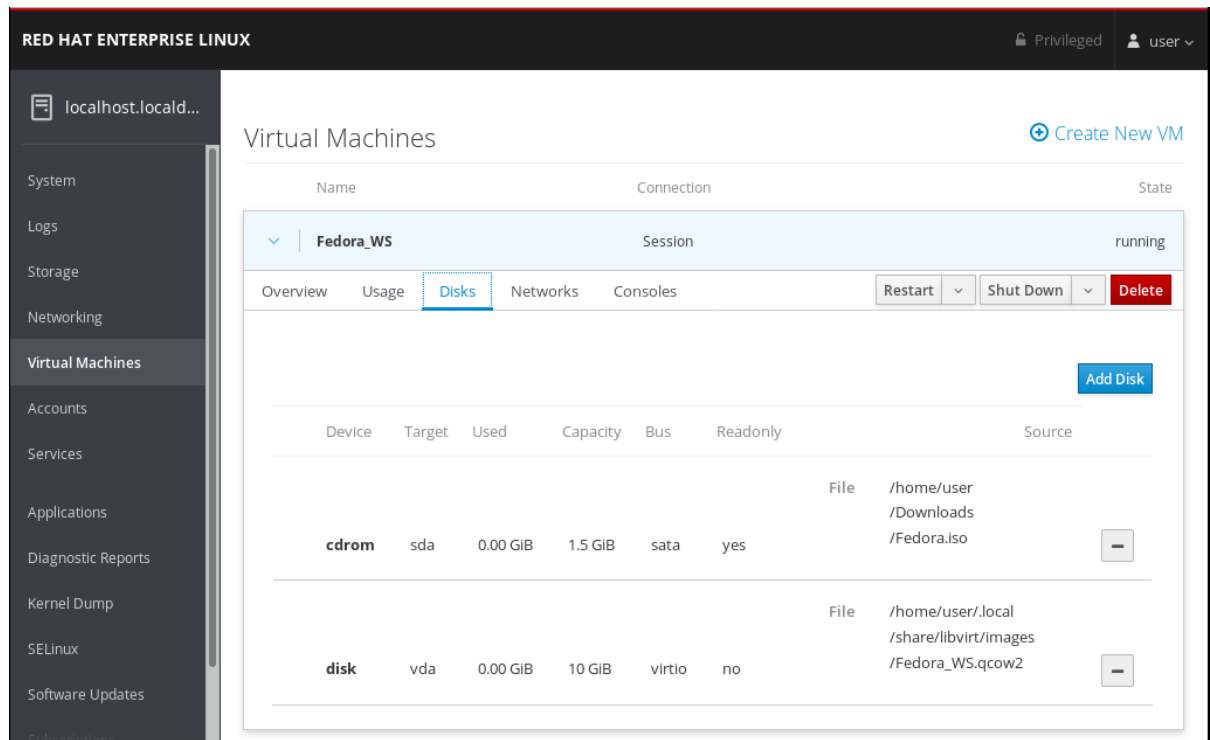 RED HAT ENTERPRISE LINUX
Privileged
user
localhost.locald...
System
Logs
Storage
Networking
Virtual Machines
Accounts
Services
Applications
Diagnostic Reports
Kernel Dump
SELinux
Software Updates
Subscriptions
Virtual Machines
Create New VM
Name Connection State
Fedora_WS Session running
Overview Usage Disks Networks Consoles Restart Shut Down Delete
Add Disk
Device Target Used Capacity Bus Readonly Source
File /home/user
/Downloads
/Fedora.iso
cdrom sda 0.00 GiB 1.5 GiB sata yes
File /home/user/.local
/share/libvirt/images
/Fedora_WS.qcow2
disk vda 0.00 GiB 10 GiB virtio no